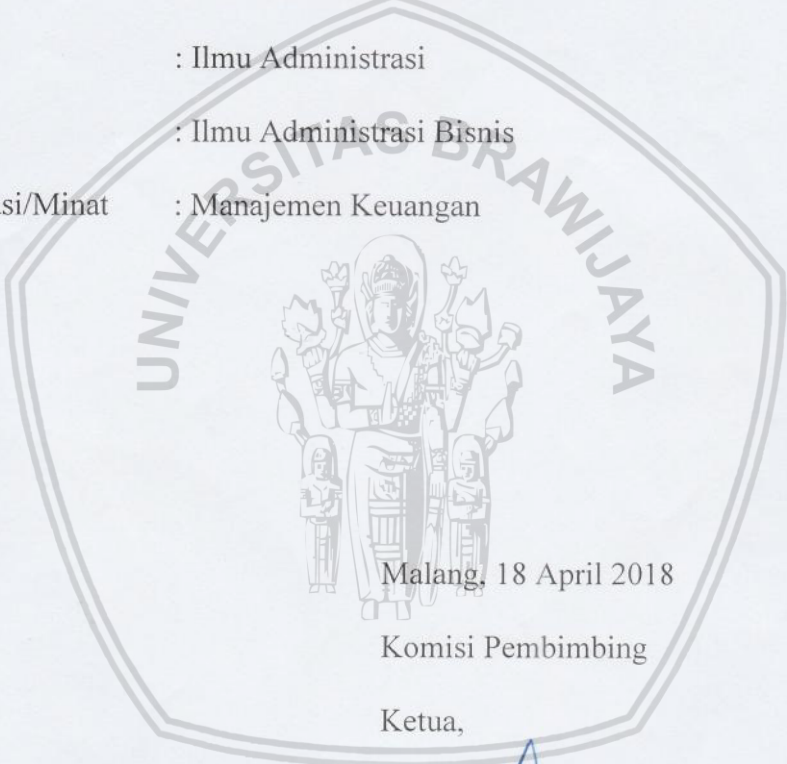 : Ilmu Administrasi
: Ilmu Administrasi Bisnis
si/Minat : Manajemen Keuangan
UNIVERSITAS BRAWIJAYA
Malang, 18 April 2018
Komisi Pembimbing
Ketua,